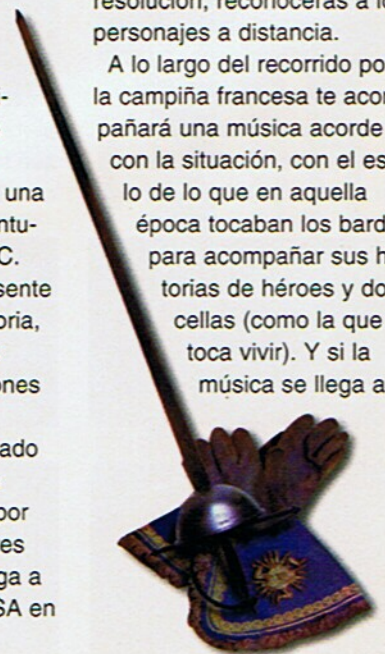 una
ntu-
C.
sente
oria,
ones
ado
por
es
ga a
SA en
resolución, reconocerás a lo
personajes a distancia.
A lo largo del recorrido po
la campiña francesa te acor
pañará una música acorde
con la situación, con el es
lo de lo que en aquella
época tocaban los bard
para acompañar sus h
torias de héroes y do
cellas (como la que
toca vivir). Y si la
música se llega a